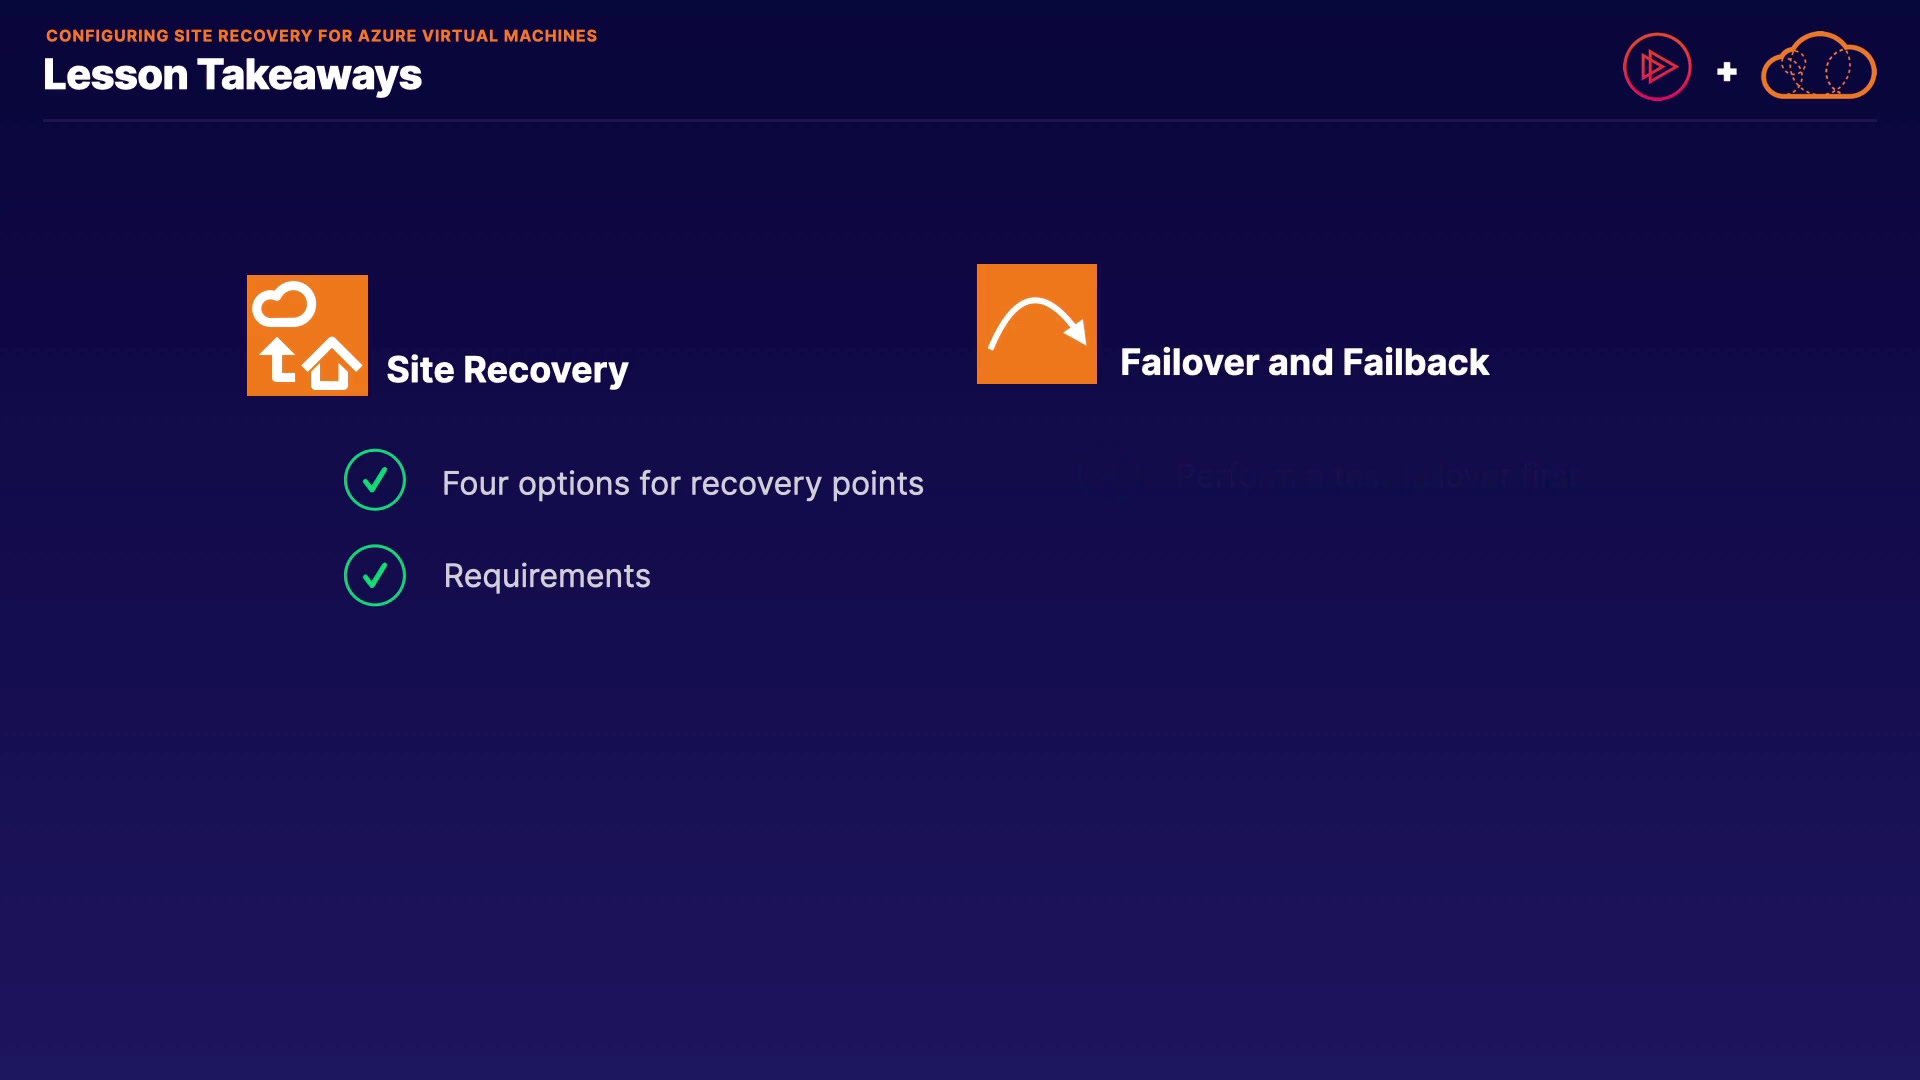 CONFIGURING SITE RECOVERY FOR AZURE VIRTUAL MACHINES
Lesson Takeaways
Site Recovery
Four options for recovery points
Requirements
Failover and Failback
Perform a test failover first